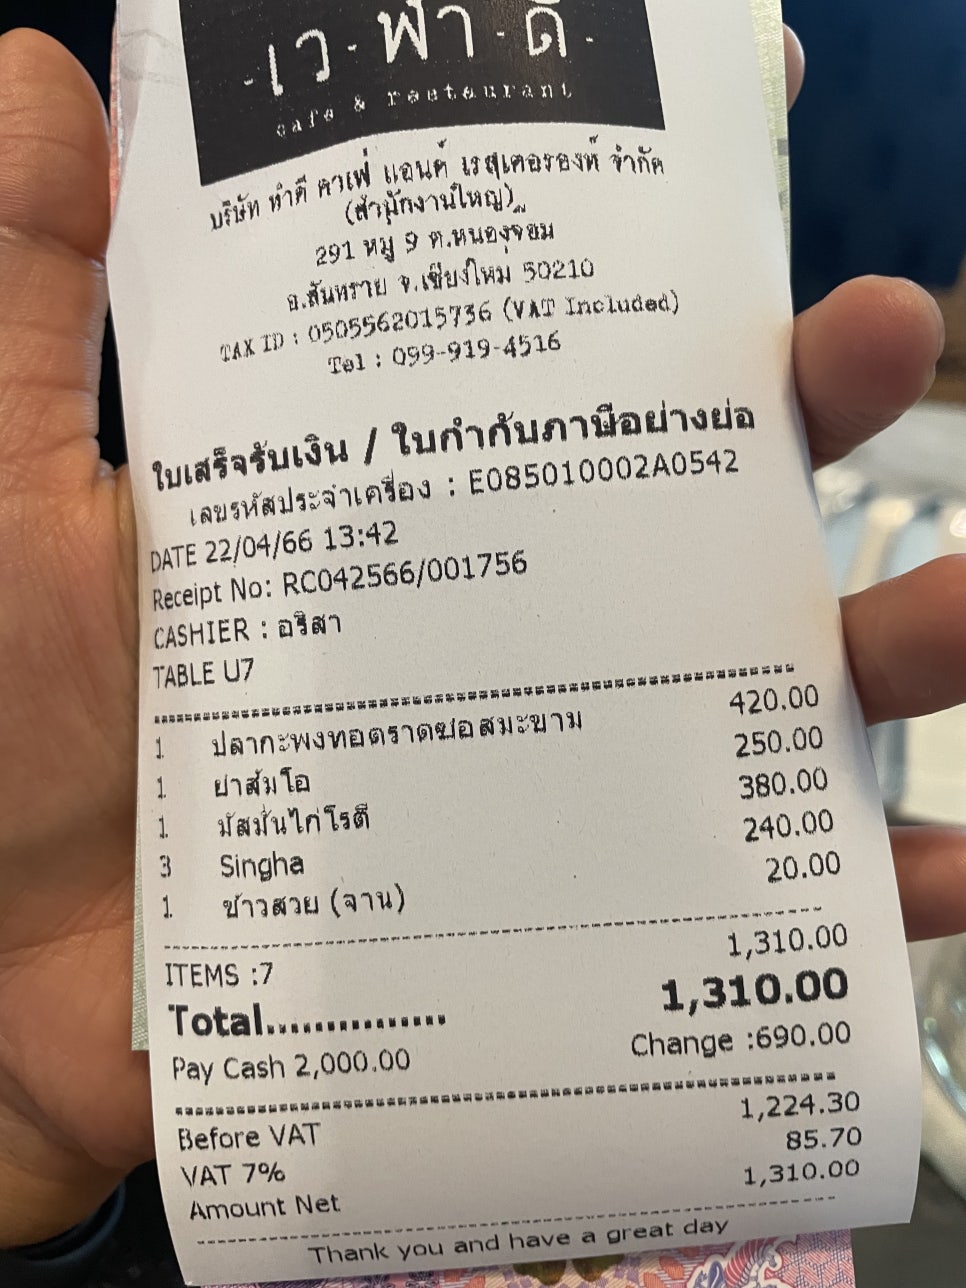 เวฬาดี
cafe & restaurant
บริษัท ทำดี คาเฟ่ แอนด์ เรสเตอรองท์ จำกัด
(สำนักงานใหญ่)
291 หมู่ 9 ต.หนองจ๊อม
อ.สันทราย จ.เชียงใหม่ 50210
TAX ID : 0505562015736 (VAT Included)
Tel : 099-919-4516
ใบเสร็จรับเงิน / ใบกำกับภาษีอย่างย่อ
เลขรหัสประจำเครื่อง : E085010002A0542
DATE 22/04/66 13:42
Receipt No: RC042566/001756
CASHIER : อริสา
TABLE U7
1 ปลากะพงทอดราดซอสมะขาม 420.00
1 ยำส้มโอ 250.00
1 มัสมั่นไก่โรตี 380.00
3 Singha 240.00
1 ข้าวสวย (จาน) 20.00
ITEMS :7 1,310.00
Total............... 1,310.00
Pay Cash 2,000.00 Change :690.00
Before VAT 1,224.30
VAT 7% 85.70
Amount Net 1,310.00
Thank you and have a great day